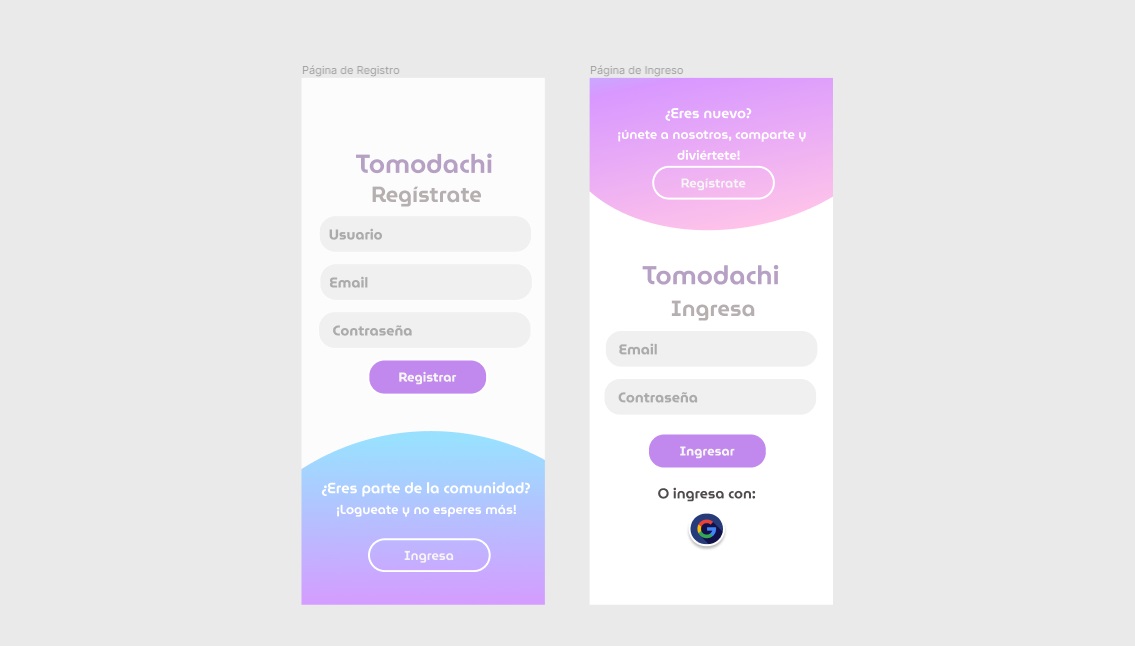 Página de Registro
Tomodachi
Regístrate
Usuario
Email
Contraseña
Registrar
¿Eres parte de la comunidad?
¡Logueate y no esperes más!
Ingresa
Página de Ingreso
¿Eres nuevo?
¡únete a nosotros, comparte y
diviértete!
Regístrate
Tomodachi
Ingresa
Email
Contraseña
Ingresar
O ingresa con:
G